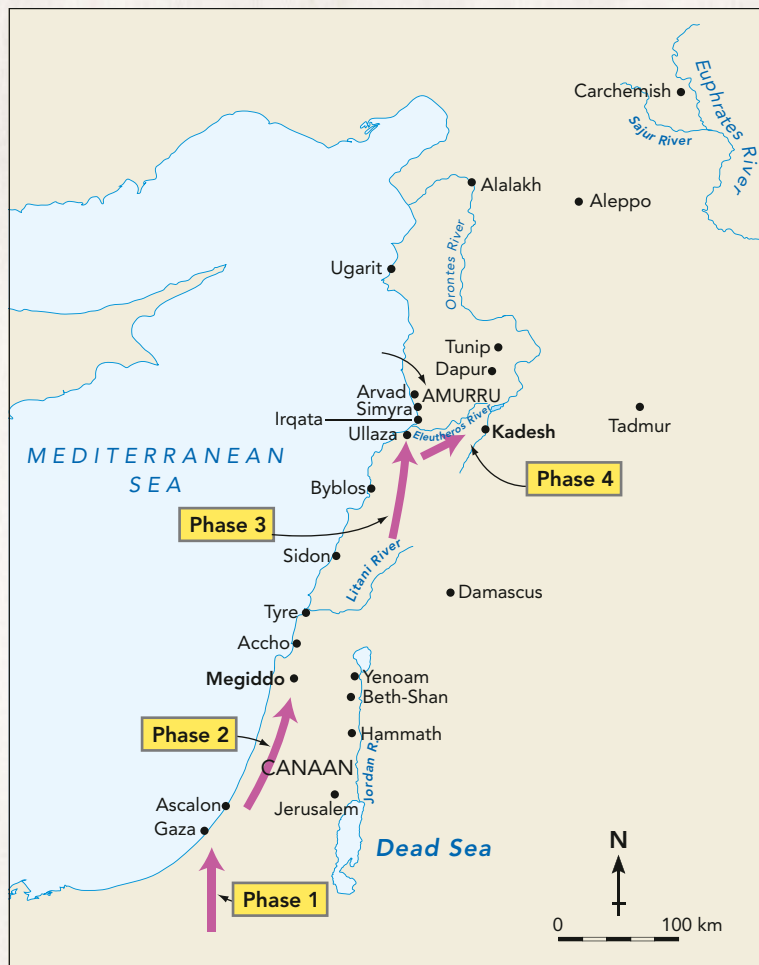 Carchemish
Euphrates River
Sajur River
Alalakh
Aleppo
Orontes River
Ugarit
Tunip
Dapur
Arvad
AMURRU
Simyra
Irqata
Eleutheros River
Ullaza
Kadesh
Tadmur
MEDITERRANEAN
SEA
Byblos
Phase 4
Phase 3
Sidon
Litani River
Damascus
Tyre
Accho
Megiddo
Yenoam
Beth-Shan
Phase 2
Hammath
CANAAN
Jordan R.
Ascalon
Jerusalem
Gaza
Dead Sea
N
Phase 1
0 100 km